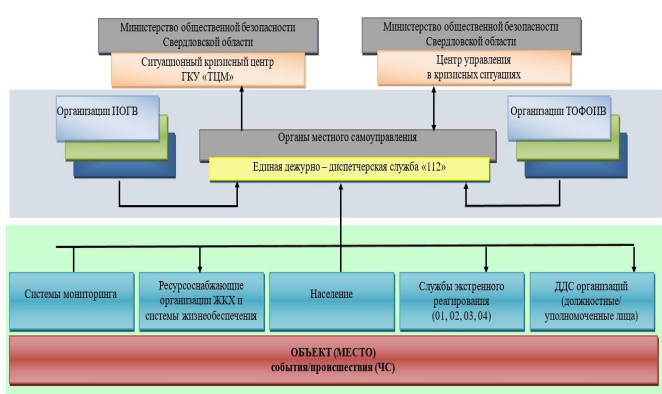 Министерство общественной безопасности
Свердловской области
Ситуационный кризисный центр
ГКУ «ТЦМ»
Министерство общественной безопасности
Свердловской области
Центр управления
в кризисных ситуациях
Организации ИОГВ
Организации ТОФОИВ
Органы местного самоуправления
Единая дежурно – диспетчерская служба «112»
Системы мониторинга
Ресурсоснабжающие
организации ЖКХ и
системы жизнеобеспечения
Население
Службы экстренного
реагирования
(01, 02, 03, 04)
ДДС организаций
(должностные/
уполномоченные лица)
ОБЪЕКТ (МЕСТО)
события/происшествия (ЧС)